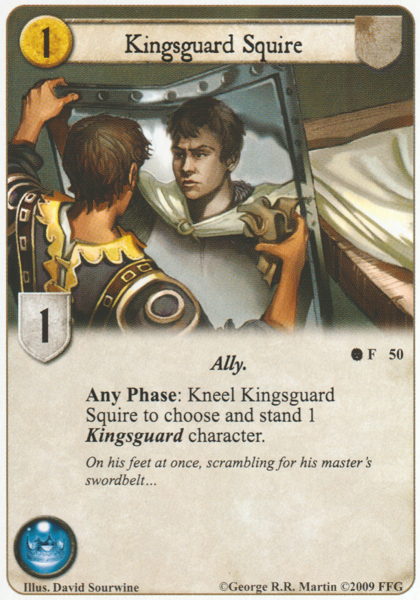 1
Kingsguard Squire
1
F 50
Ally.
Any Phase: Kneel Kingsguard
Squire to choose and stand 1
Kingsguard character.
On his feet at once, scrambling for his master's
swordbelt…
Illus. David Sourwine
©George R.R. Martin ©2009 FFG